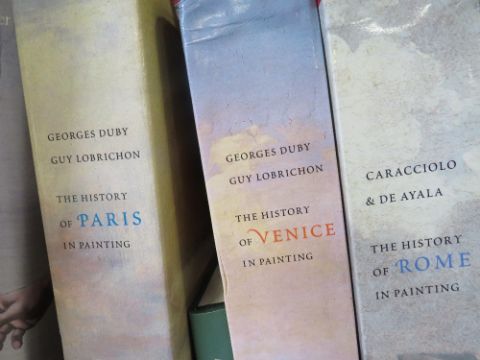 GEORGES DUBY
GUY LOBRICHON
THE HISTORY
OF PARIS
IN PAINTING
GEORGES DUBY
GUY LOBRICHON
THE HISTORY
OF VENICE
IN PAINTING
CARACCIOLO
& DE AYALA
THE HISTORY
OF ROME
IN PAINTING